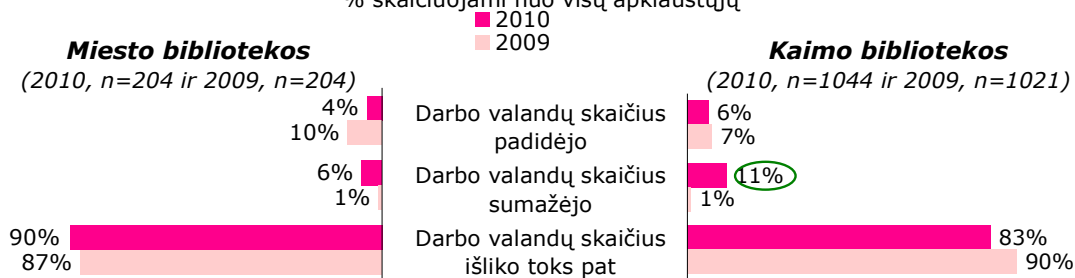 % skaičiuojami nuo visų apklaustųjų
2010
2009
Miesto bibliotekos
(2010, n=204 ir 2009, n=204)
Kaimo bibliotekos
(2010, n=1044 ir 2009, n=1021)
4%
10%
Darbo valandų skaičius
padidėjo
6%
7%
6%
1%
Darbo valandų skaičius
sumažėjo
11%
1%
90%
87%
Darbo valandų skaičius
išliko toks pat
83%
90%